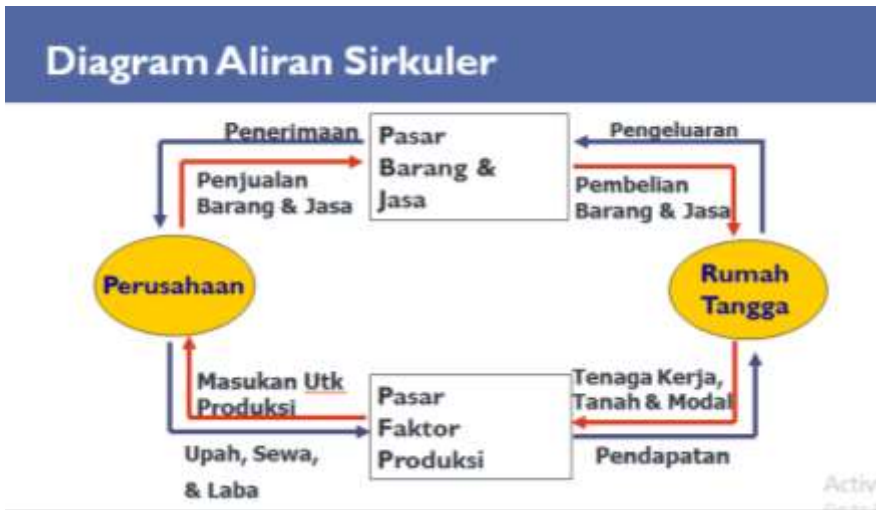 Diagram Aliran Sirkuler
Penerimaan
Pasar
Barang &
Jasa
Pengeluaran
Penjualan
Barang & Jasa
Pembelian
Barang & Jasa
Perusahaan
Rumah
Tangga
Masukan Utk
Produksi
Pasar
Faktor
Produksi
Tenaga Kerja,
Tanah & Modal
Upah, Sewa,
& Laba
Pendapatan
Activ